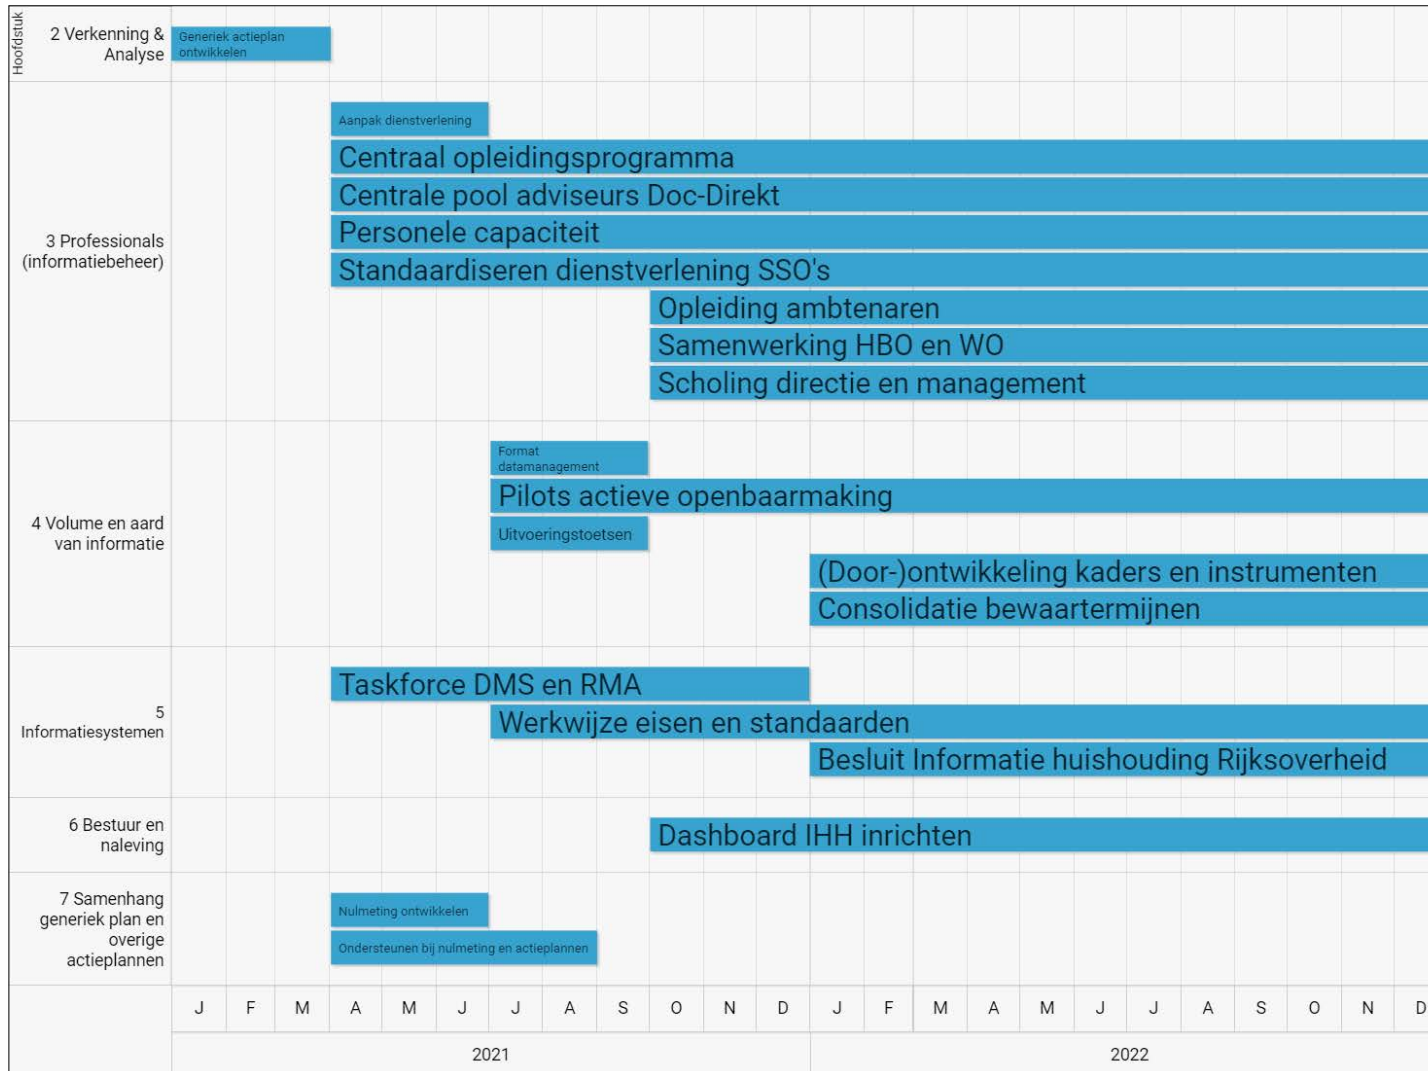 Hoofdstuk
2 Verkenning &
Analyse
Generiek actieplan
ontwikkelen
3 Professionals
(informatiebeheer)
Aanpak dienstverlening
Centraal opleidingsprogramma
Centrale pool adviseurs Doc-Direkt
Personele capaciteit
Standaardiseren dienstverlening SSO's
Opleiding ambtenaren
Samenwerking HBO en WO
Scholing directie en management
4 Volume en aard
van informatie
Format
datamanagement
Pilots actieve openbaarmaking
Uitvoeringstoetsen
(Door-)ontwikkeling kaders en instrumenten
Consolidatie bewaartermijnen
5
Informatiesystemen
Taskforce DMS en RMA
Werkwijze eisen en standaarden
Besluit Informatie huishouding Rijksoverheid
6 Bestuur en
naleving
Dashboard IHH inrichten
7 Samenhang
generiek plan en
overige
actieplannen
Nulmeting ontwikkelen
Ondersteunen bij nulmeting en actieplannen
J F M A M J J A S O N D J F M A M J J A S O N D
2021 2022